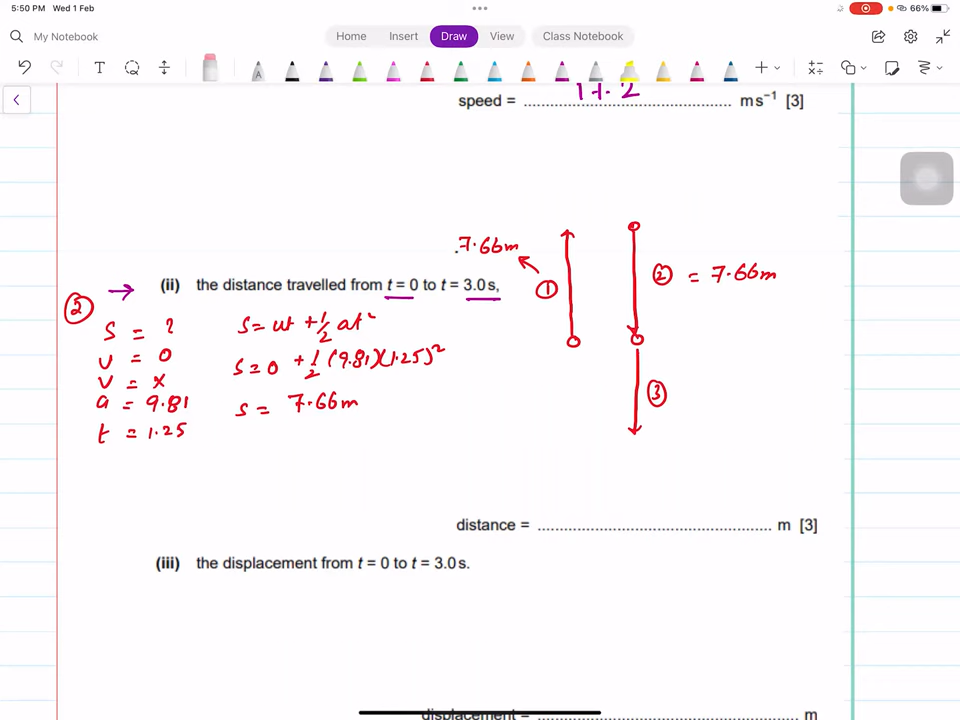 5:50 PM Wed 1 Feb
66%
My Notebook
Home Insert Draw View Class Notebook
speed = ........ 17.2 ........ m s⁻¹ [3]
7.66m
① ② = 7.66m
(ii) the distance travelled from t = 0 to t = 3.0 s,
②
S = ? S = ut + ½ at²
U = 0 S = 0 + ½ (9.81)(1.25)²
V = x
a = 9.81 S = 7.66m
t = 1.25
③
distance = ........ m [3]
(iii) the displacement from t = 0 to t = 3.0 s.
displacement = ........ m